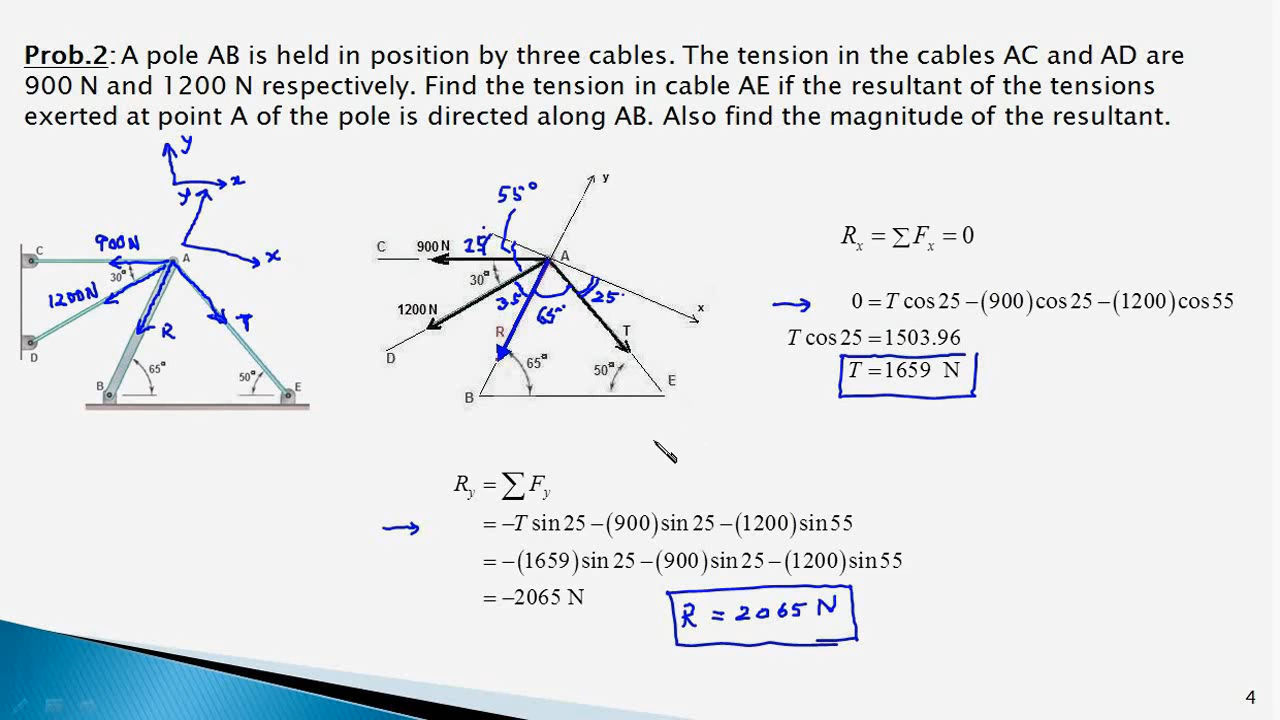 Prob.2: A pole AB is held in position by three cables. The tension in the cables AC and AD are
900 N and 1200 N respectively. Find the tension in cable AE if the resultant of the tensions
exerted at point A of the pole is directed along AB. Also find the magnitude of the resultant.
y
x
y
x
C
900N
A
30°
1200N
R
T
D
B
65°
50°
E
55°
y
C
900 N
25°
A
30°
35°
65°
25°
x
1200 N
R
T
D
65°
50°
E
B
Rx = ∑Fx = 0
0 = T cos 25 −(900)cos 25 −(1200)cos 55
T cos 25 = 1503.96
T = 1659 N
Ry = ∑Fy
= −T sin 25 −(900)sin 25 −(1200)sin 55
= −(1659)sin 25 −(900)sin 25 −(1200)sin 55
= −2065 N
R = 2065 N
4